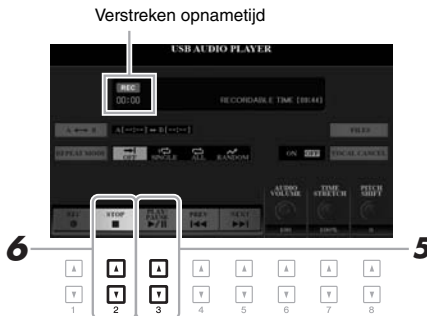 Verstreken opnametijd
USB AUDIO PLAYER
REC
00:00
RECORDABLE TIME [09:44]
A ↔ B
A[--:--] ↔ B[--:--]
FILES
REPEAT MODE
OFF
SINGLE
ALL
RANDOM
ON OFF
VOCAL CANCEL
AUDIO VOLUME
TIME STRETCH
PITCH SHIFT
REC
STOP
PLAY/PAUSE
PREV
NEXT
100
100%
0
6
5
1 2 3 4 5 6 7 8